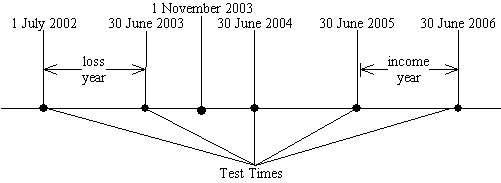 1 November 2003
1 July 2002 30 June 2003 30 June 2004 30 June 2005 30 June 2006
loss
year
income
year
Test Times